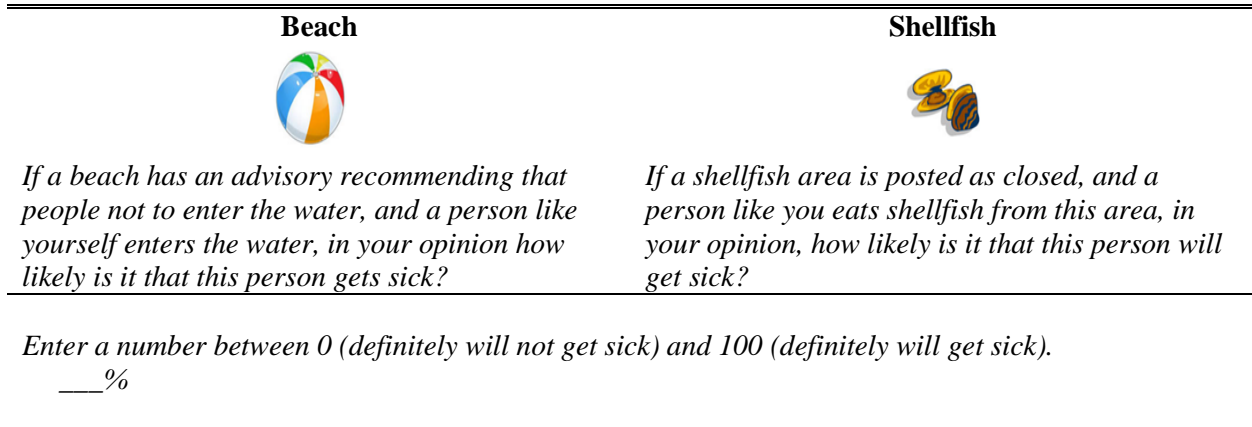 Beach
If a beach has an advisory recommending that
people not to enter the water, and a person like
yourself enters the water, in your opinion how
likely is it that this person gets sick?
Shellfish
If a shellfish area is posted as closed, and a
person like you eats shellfish from this area, in
your opinion, how likely is it that this person will
get sick?
Enter a number between 0 (definitely will not get sick) and 100 (definitely will get sick).
___%